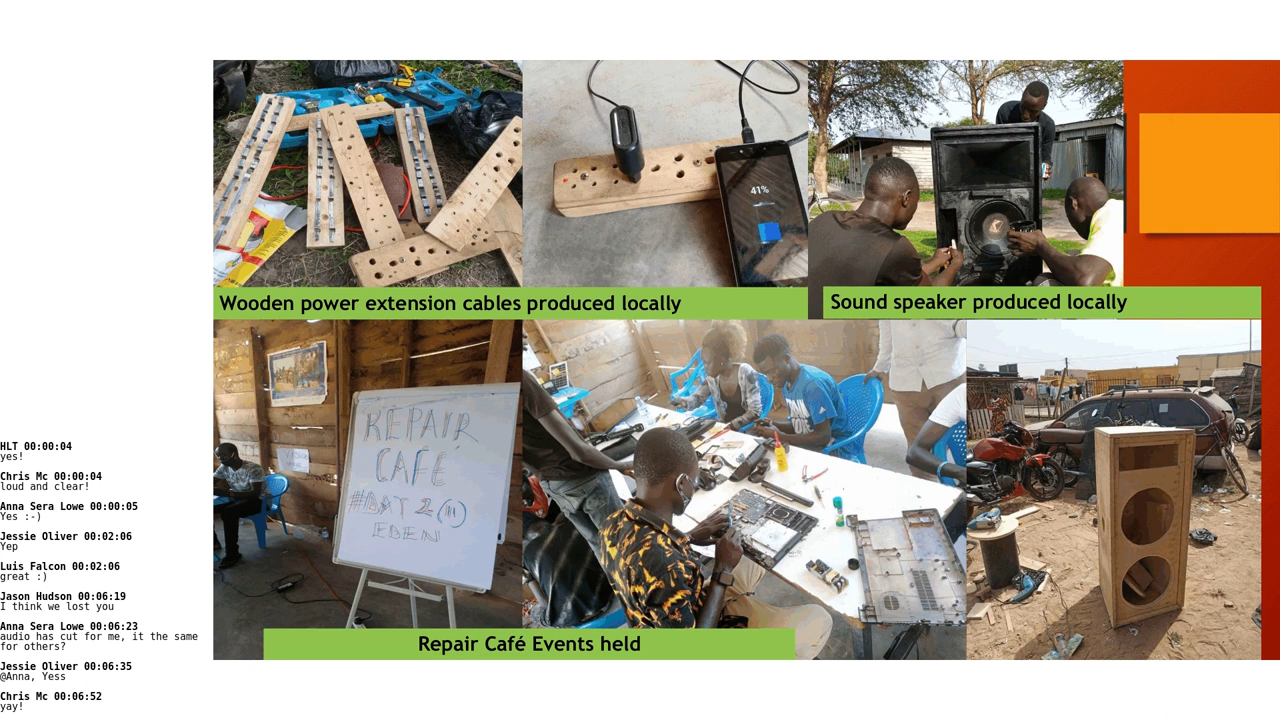 HLT 00:00:04
yes!
Chris Mc 00:00:04
loud and clear!
Anna Sera Lowe 00:00:05
Yes :-)
Jessie Oliver 00:02:06
Yep
Luis Falcon 00:02:06
great :)
Jason Hudson 00:06:19
I think we lost you
Anna Sera Lowe 00:06:23
audio has cut for me, it the same
for others?
Jessie Oliver 00:06:35
@Anna, Yess
Chris Mc 00:06:52
yay!
41%
Wooden power extension cables produced locally
Sound speaker produced locally
REPAIR
CAFE
#DAY 2 (III)
EBEN
Repair Café Events held